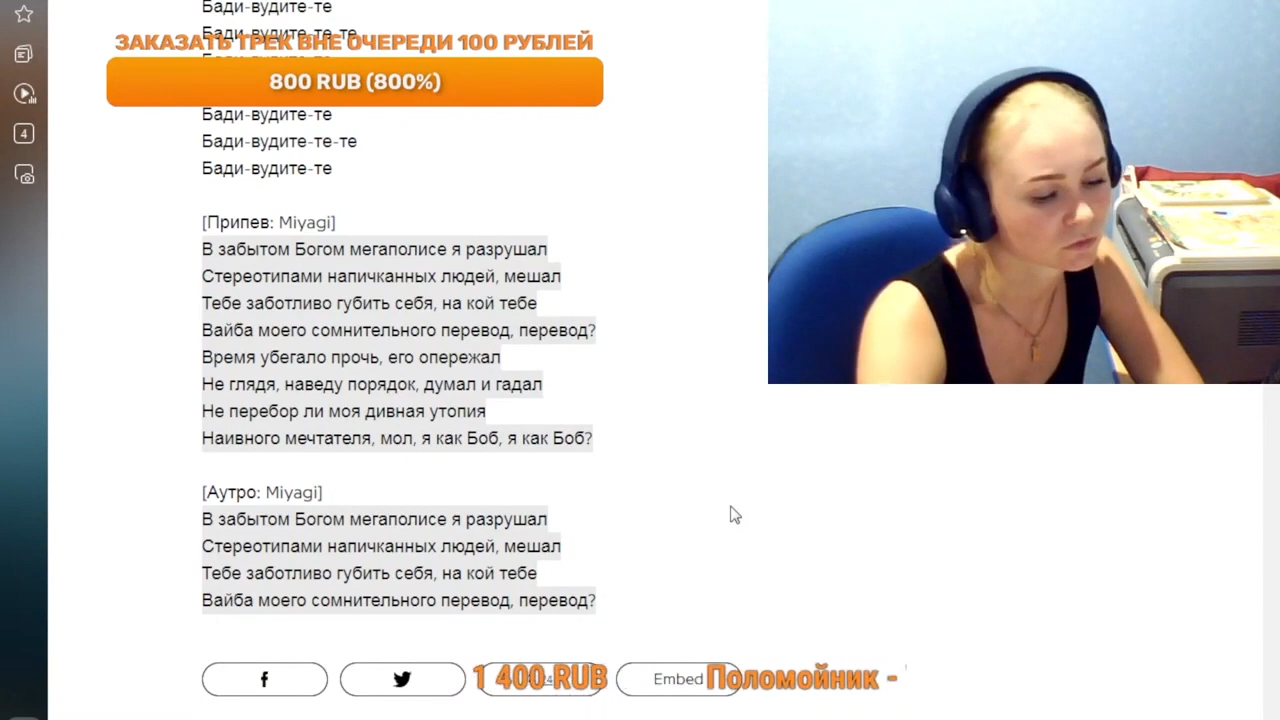 Бади-вудите-те
Бади-вудите-те-те
ЗАКАЗАТЬ ТРЕК ВНЕ ОЧЕРЕДИ 100 РУБЛЕЙ
800 RUB (800%)
Бади-вудите-те
Бади-вудите-те-те
Бади-вудите-те
[Припев: Miyagi]
В забытом Богом мегаполисе я разрушал
Стереотипами напичканных людей, мешал
Тебе заботливо губить себя, на кой тебе
Вайба моего сомнительного перевод, перевод?
Время убегало прочь, его опережал
Не глядя, наведу порядок, думал и гадал
Не перебор ли моя дивная утопия
Наивного мечтателя, мол, я как Боб, я как Боб?
[Аутро: Miyagi]
В забытом Богом мегаполисе я разрушал
Стереотипами напичканных людей, мешал
Тебе заботливо губить себя, на кой тебе
Вайба моего сомнительного перевод, перевод?
1 400 RUB Embed Поломойник -
4